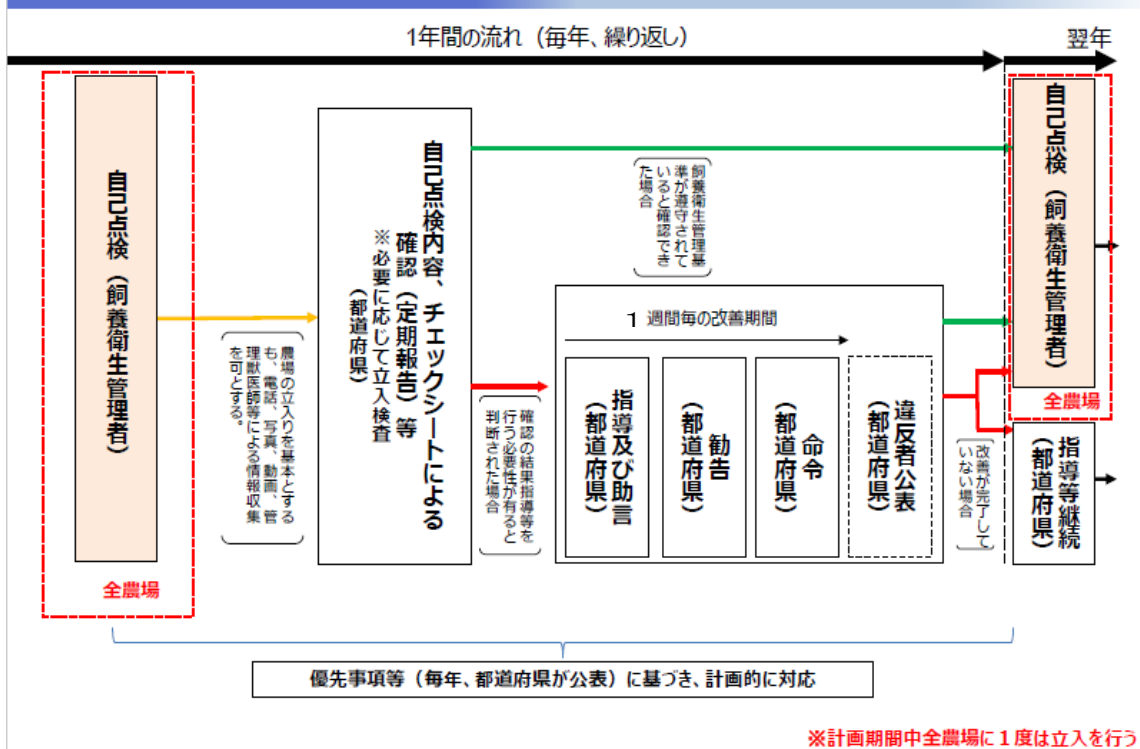 1年間の流れ（毎年、繰り返し）
翌年
自己点検（飼養衛生管理者）
全農場
農場の立入りを基本とする
も、電話、写真、動画、管
理獣医師等による情報収集
を可とする。
自己点検内容、チェックシートによる
確認（定期報告）等
※必要に応じて立入検査
（都道府県）
飼養衛生管理基
準が遵守されて
いると確認でき
た場合
確認の結果指導等を
行う必要性が有ると
判断された場合
１週間毎の改善期間
指導及び助言
（都道府県）
勧告
（都道府県）
命令
（都道府県）
違反者公表
（都道府県）
改善が完了して
いない場合
自己点検（飼養衛生管理者）
全農場
指導等継続
（都道府県）
優先事項等（毎年、都道府県が公表）に基づき、計画的に対応
※計画期間中全農場に１度は立入を行う